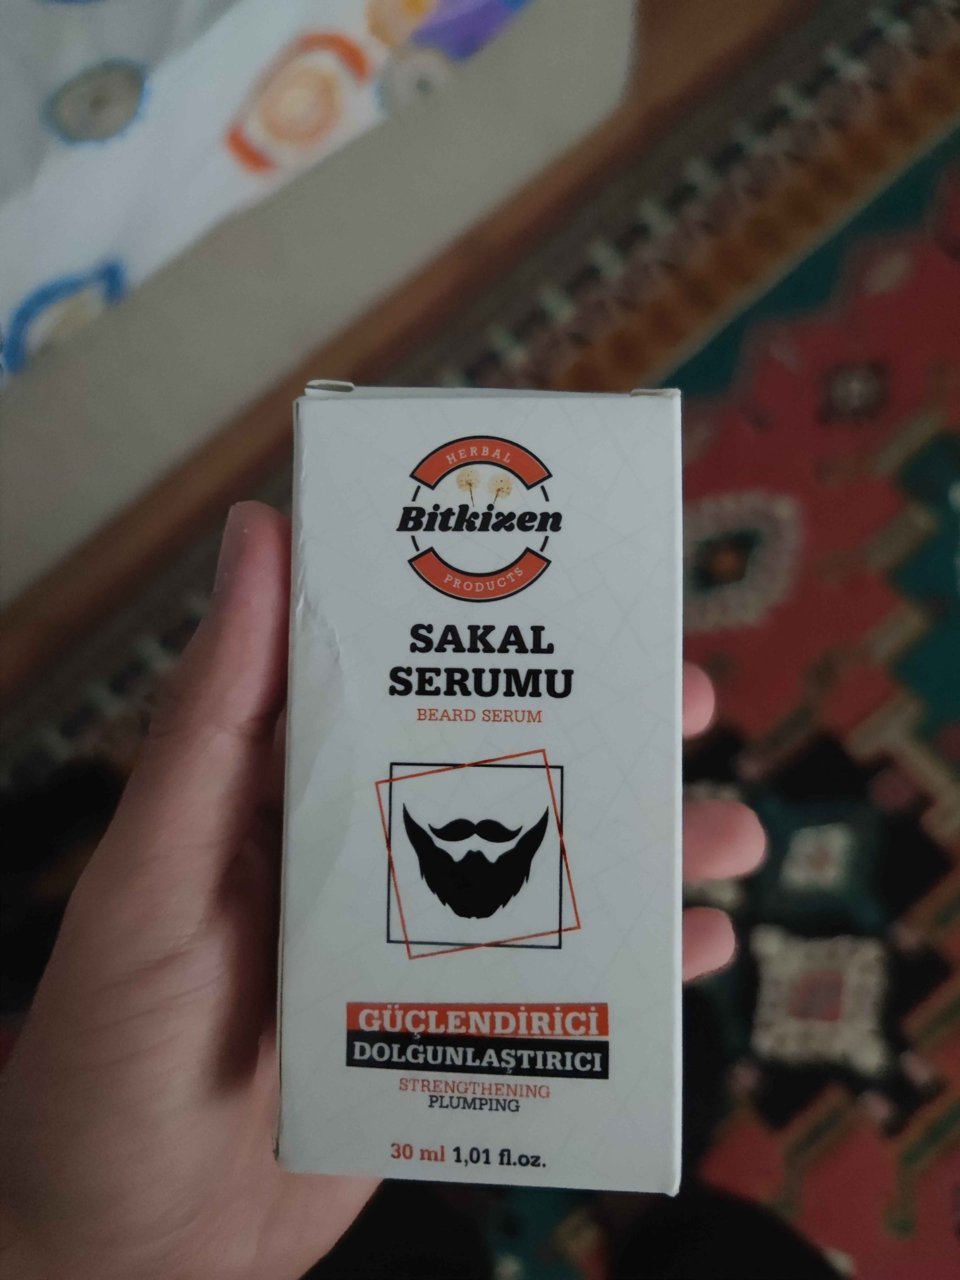 HERBAL
Bitkizen
PRODUCTS
SAKAL
SERUMU
BEARD SERUM
GÜÇLENDİRİCİ
DOLGUNLAŞTIRICI
STRENGTHENING
PLUMPING
30 ml 1,01 fl.oz.